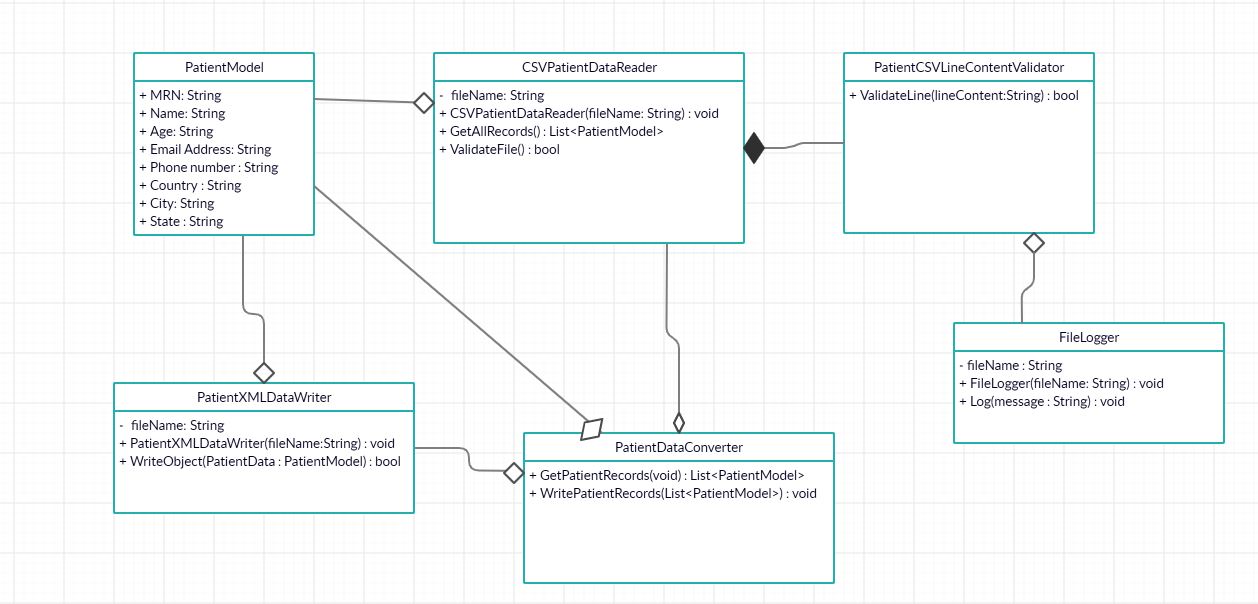 PatientModel
+ MRN: String
+ Name: String
+ Age: String
+ Email Address: String
+ Phone number : String
+ Country : String
+ City: String
+ State : String
CSVPatientDataReader
- fileName: String
+ CSVPatientDataReader(fileName: String) : void
+ GetAllRecords() : List<PatientModel>
+ ValidateFile() : bool
PatientCSVLineContentValidator
+ ValidateLine(lineContent:String) : bool
FileLogger
- fileName : String
+ FileLogger(fileName: String) : void
+ Log(message : String) : void
PatientXMLDataWriter
- fileName: String
+ PatientXMLDataWriter(fileName:String) : void
+ WriteObject(PatientData : PatientModel) : bool
PatientDataConverter
+ GetPatientRecords(void) : List<PatientModel>
+ WritePatientRecords(List<PatientModel>) : void